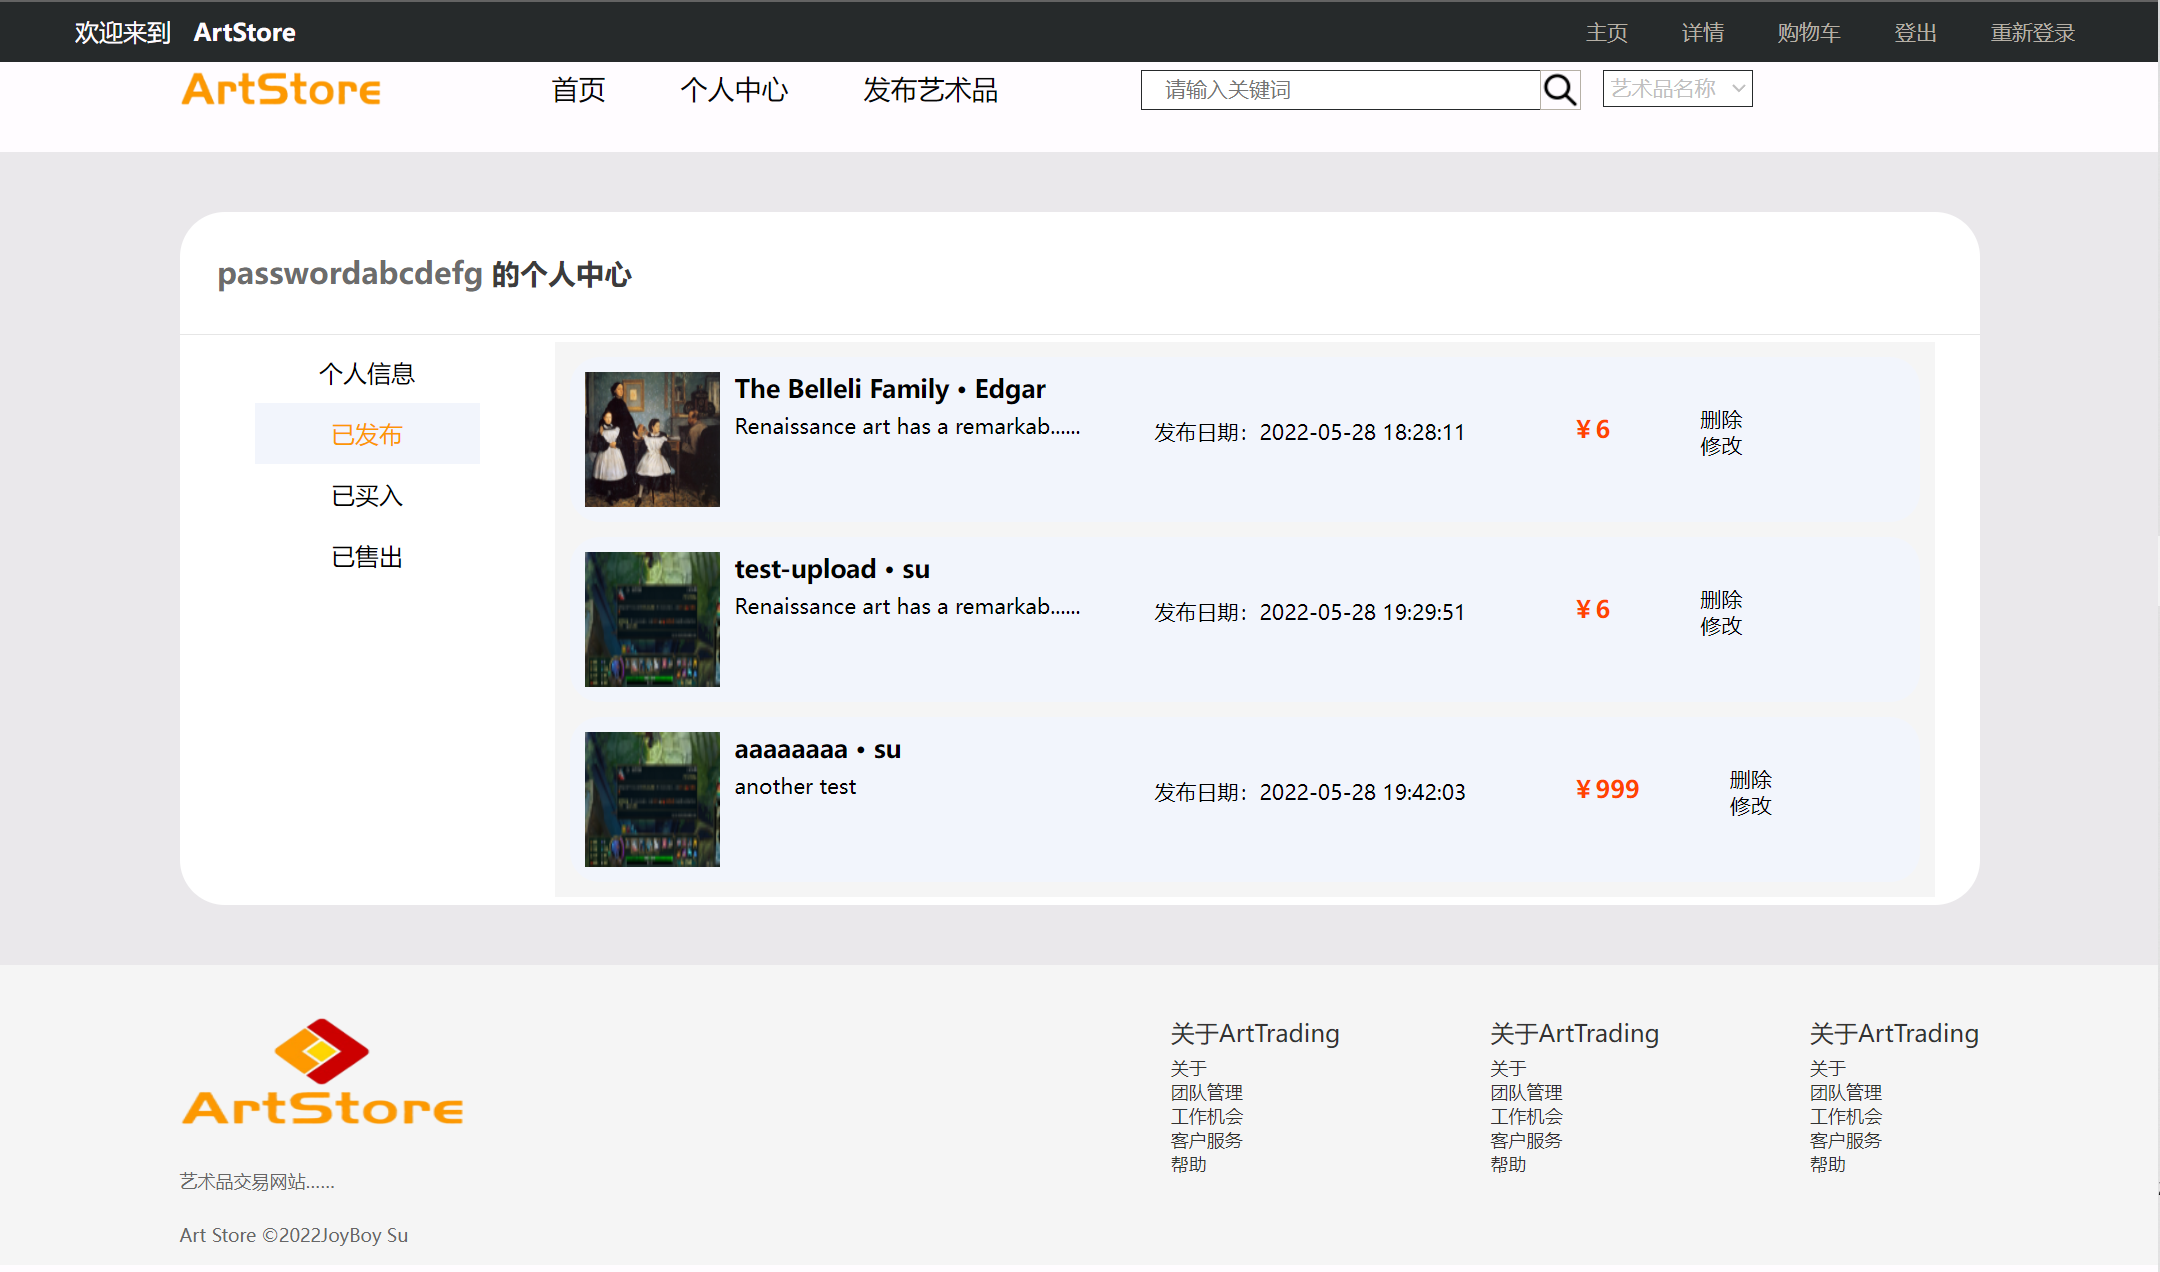 欢迎来到 ArtStore
主页 详情 购物车 登出 重新登录
ArtStore
首页 个人中心 发布艺术品
请输入关键词
艺术品名称
passwordabcdefg 的个人中心
个人信息
已发布
已买入
已售出
The Belleli Family • Edgar
Renaissance art has a remarkab......
发布日期：2022-05-28 18:28:11
¥ 6
删除
修改
test-upload • su
Renaissance art has a remarkab......
发布日期：2022-05-28 19:29:51
¥ 6
删除
修改
aaaaaaaa • su
another test
发布日期：2022-05-28 19:42:03
¥ 999
删除
修改
ArtStore
艺术品交易网站......
Art Store ©2022JoyBoy Su
关于ArtTrading
关于
团队管理
工作机会
客户服务
帮助
关于ArtTrading
关于
团队管理
工作机会
客户服务
帮助
关于ArtTrading
关于
团队管理
工作机会
客户服务
帮助